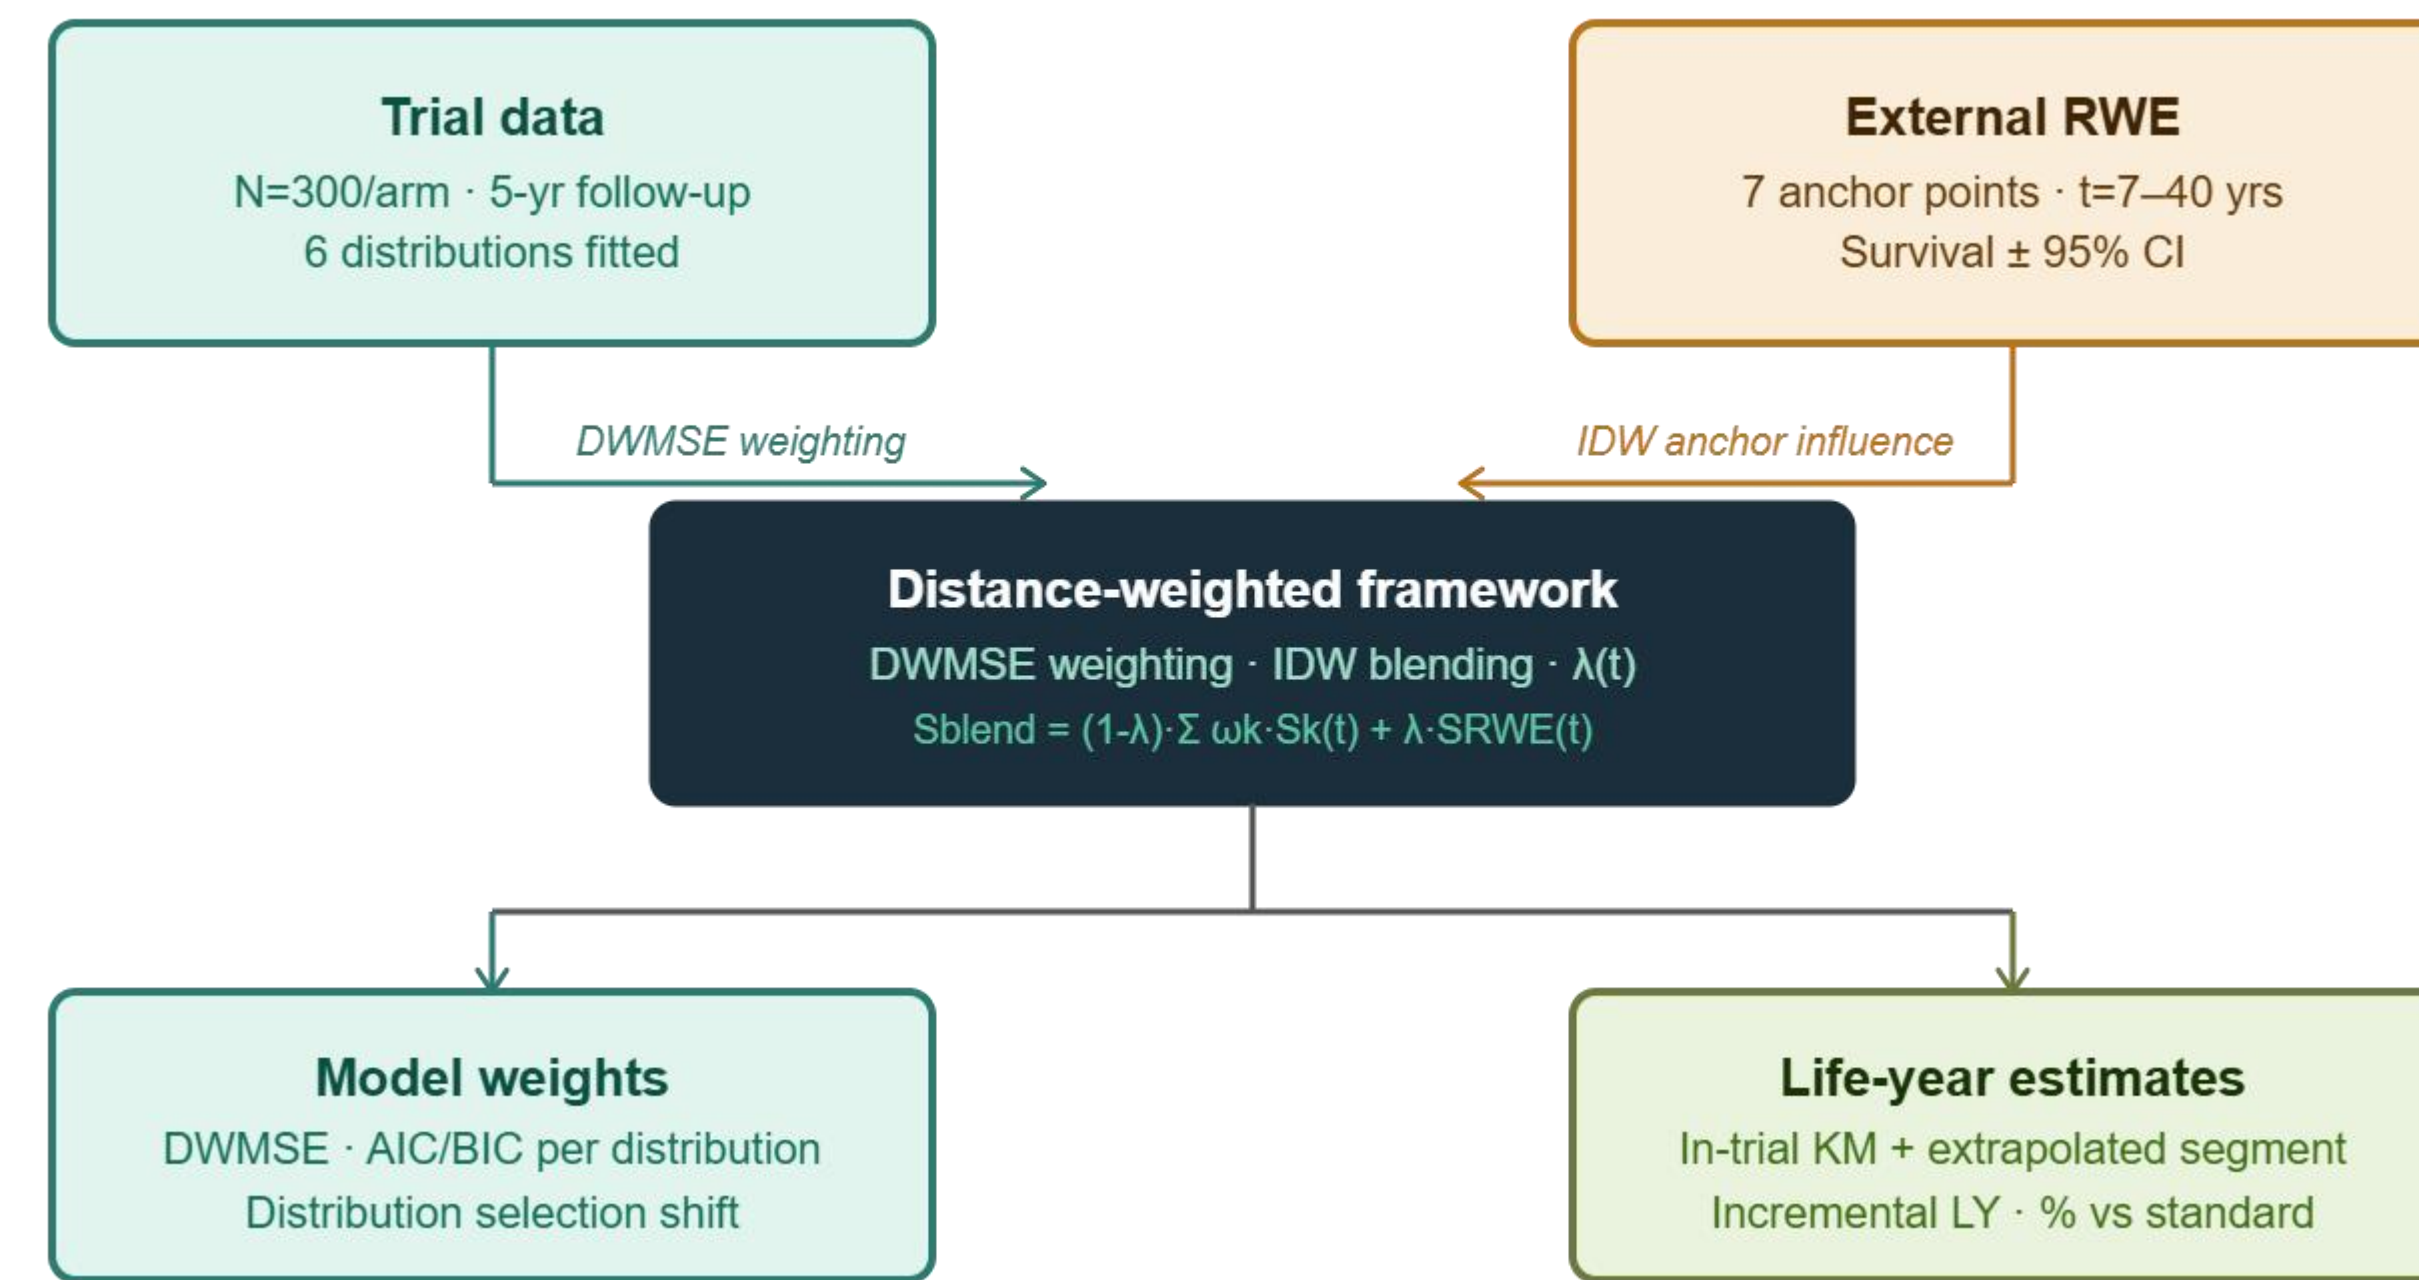 Trial data
N=300/arm · 5-yr follow-up
6 distributions fitted
External RWE
7 anchor points · t=7–40 yrs
Survival ± 95% CI
DWMSE weighting
IDW anchor influence
Distance-weighted framework
DWMSE weighting · IDW blending · λ(t)
Sblend = (1-λ)·Σ ωk·Sk(t) + λ·SRWE(t)
Model weights
DWMSE · AIC/BIC per distribution
Distribution selection shift
Life-year estimates
In-trial KM + extrapolated segment
Incremental LY · % vs standard